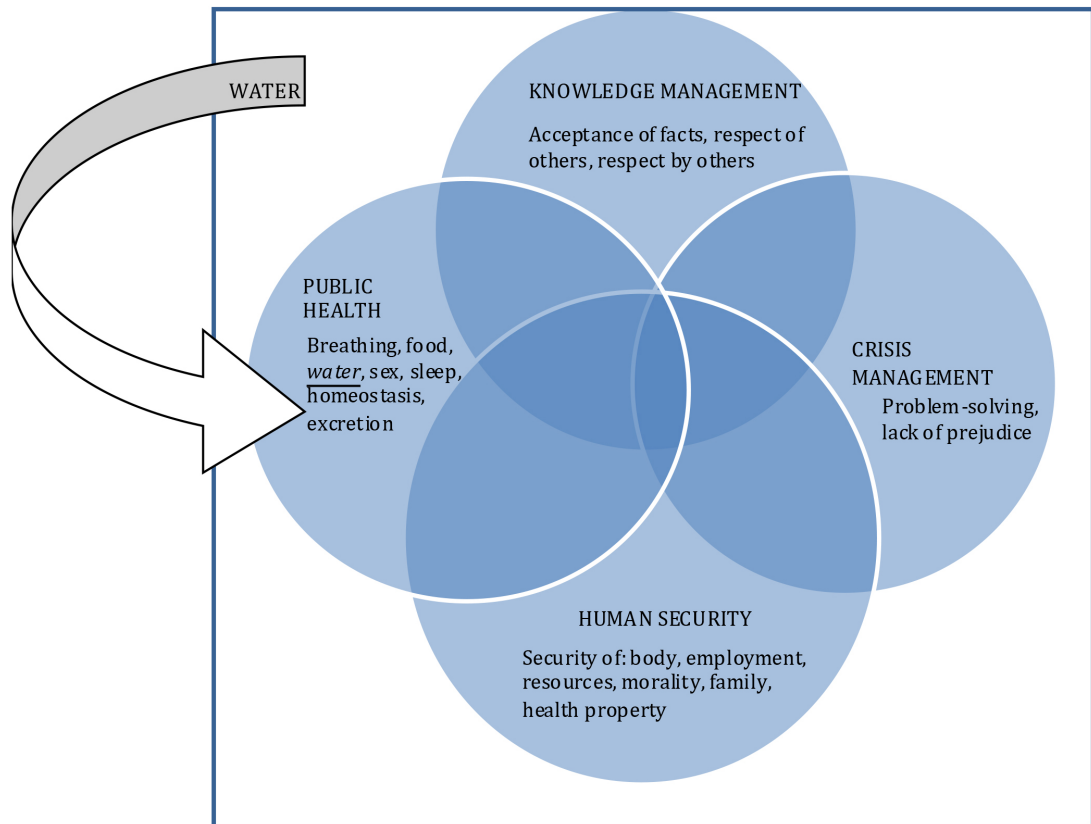 WATER
KNOWLEDGE MANAGEMENT
Acceptance of facts, respect of
others, respect by others
PUBLIC
HEALTH
Breathing, food,
water, sex, sleep,
homeostasis,
excretion
CRISIS
MANAGEMENT
Problem-solving,
lack of prejudice
HUMAN SECURITY
Security of: body, employment,
resources, morality, family,
health property